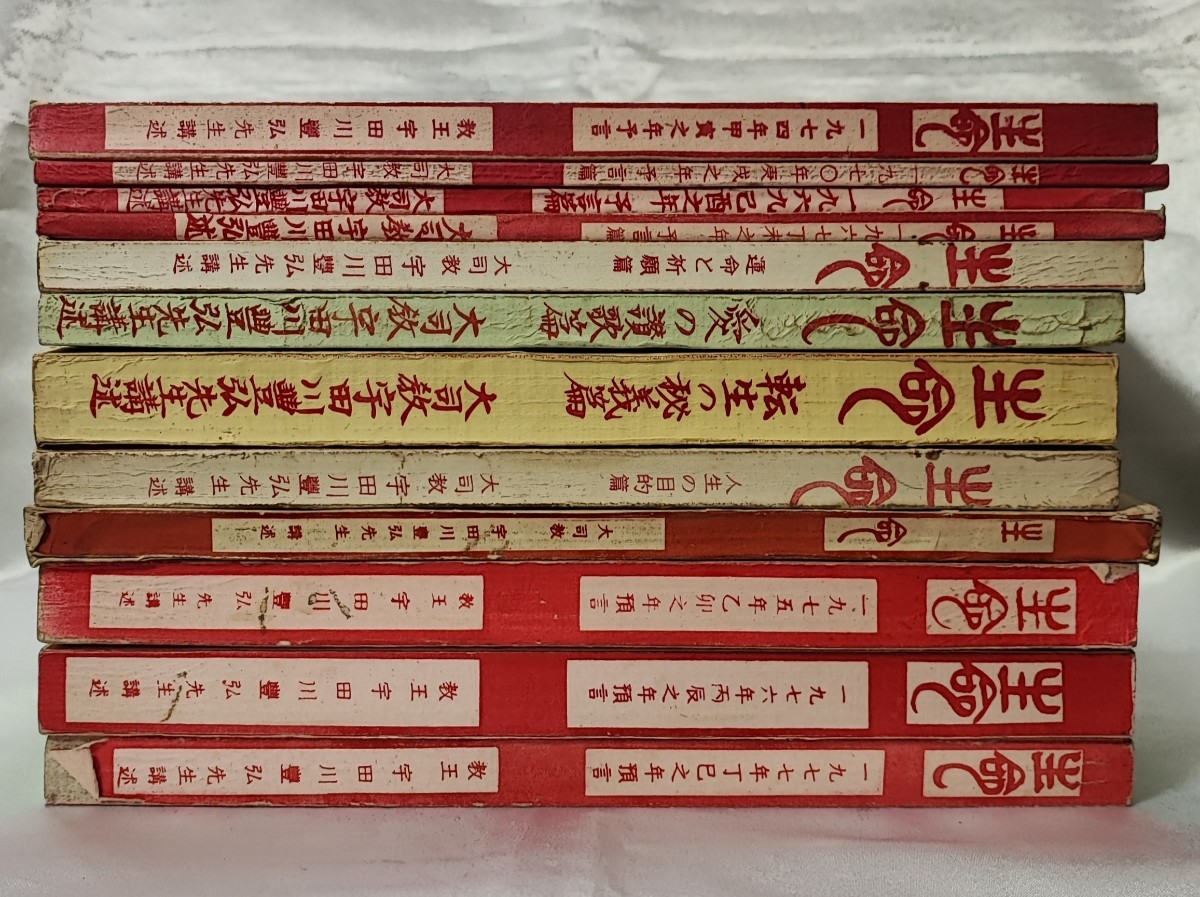 生命 一九七四年甲寅之年予言 教王 宇田川豐弘先生講述
生命 一九七〇年庚戌之年予言篇 大司教 宇田川豐弘先生講述
生命 一九六九己酉之年予言篇 大司教宇田川豐弘先生講述
生命 一九六七丁未之年予言篇 大司教宇田川豐弘述
生命 運命と祈願篇 大司教宇田川豐弘先生講述
生命 愛の讃歌篇 大司教宇田川豐弘先生講述
生命 転生の秘義篇 大司教宇田川豐弘先生講述
生命 人生の目的篇 大司教宇田川豐弘先生講述
生命 大司教 宇田川豐弘先生講述
生命 一九七五年乙卯之年預言 教王宇田川豐弘先生講述
生命 一九七六年丙辰之年預言 教王宇田川豐弘先生講述
生命 一九七七年丁巳之年預言 教王宇田川豐弘先生講述